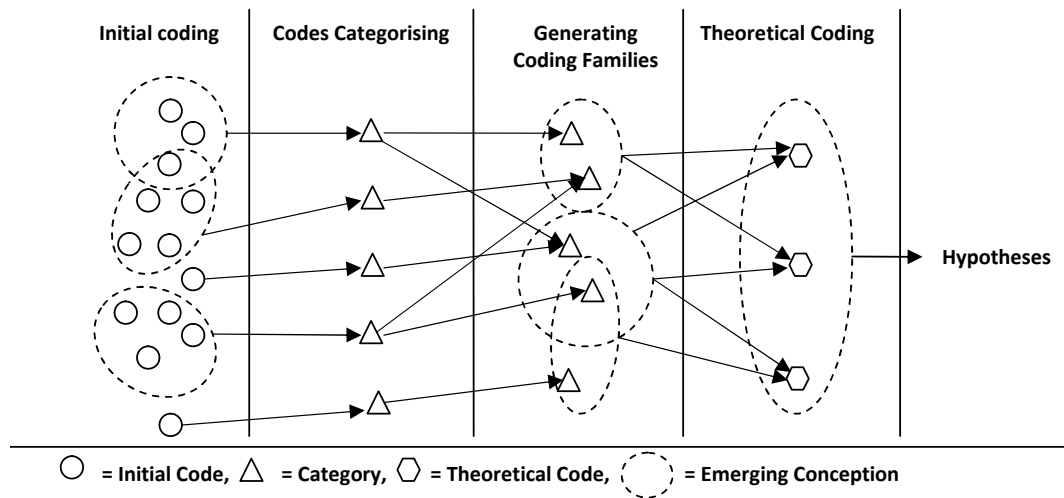 Initial coding
Codes Categorising
Generating
Coding Families
Theoretical Coding
Hypotheses
= Initial Code, = Category, = Theoretical Code, = Emerging Conception